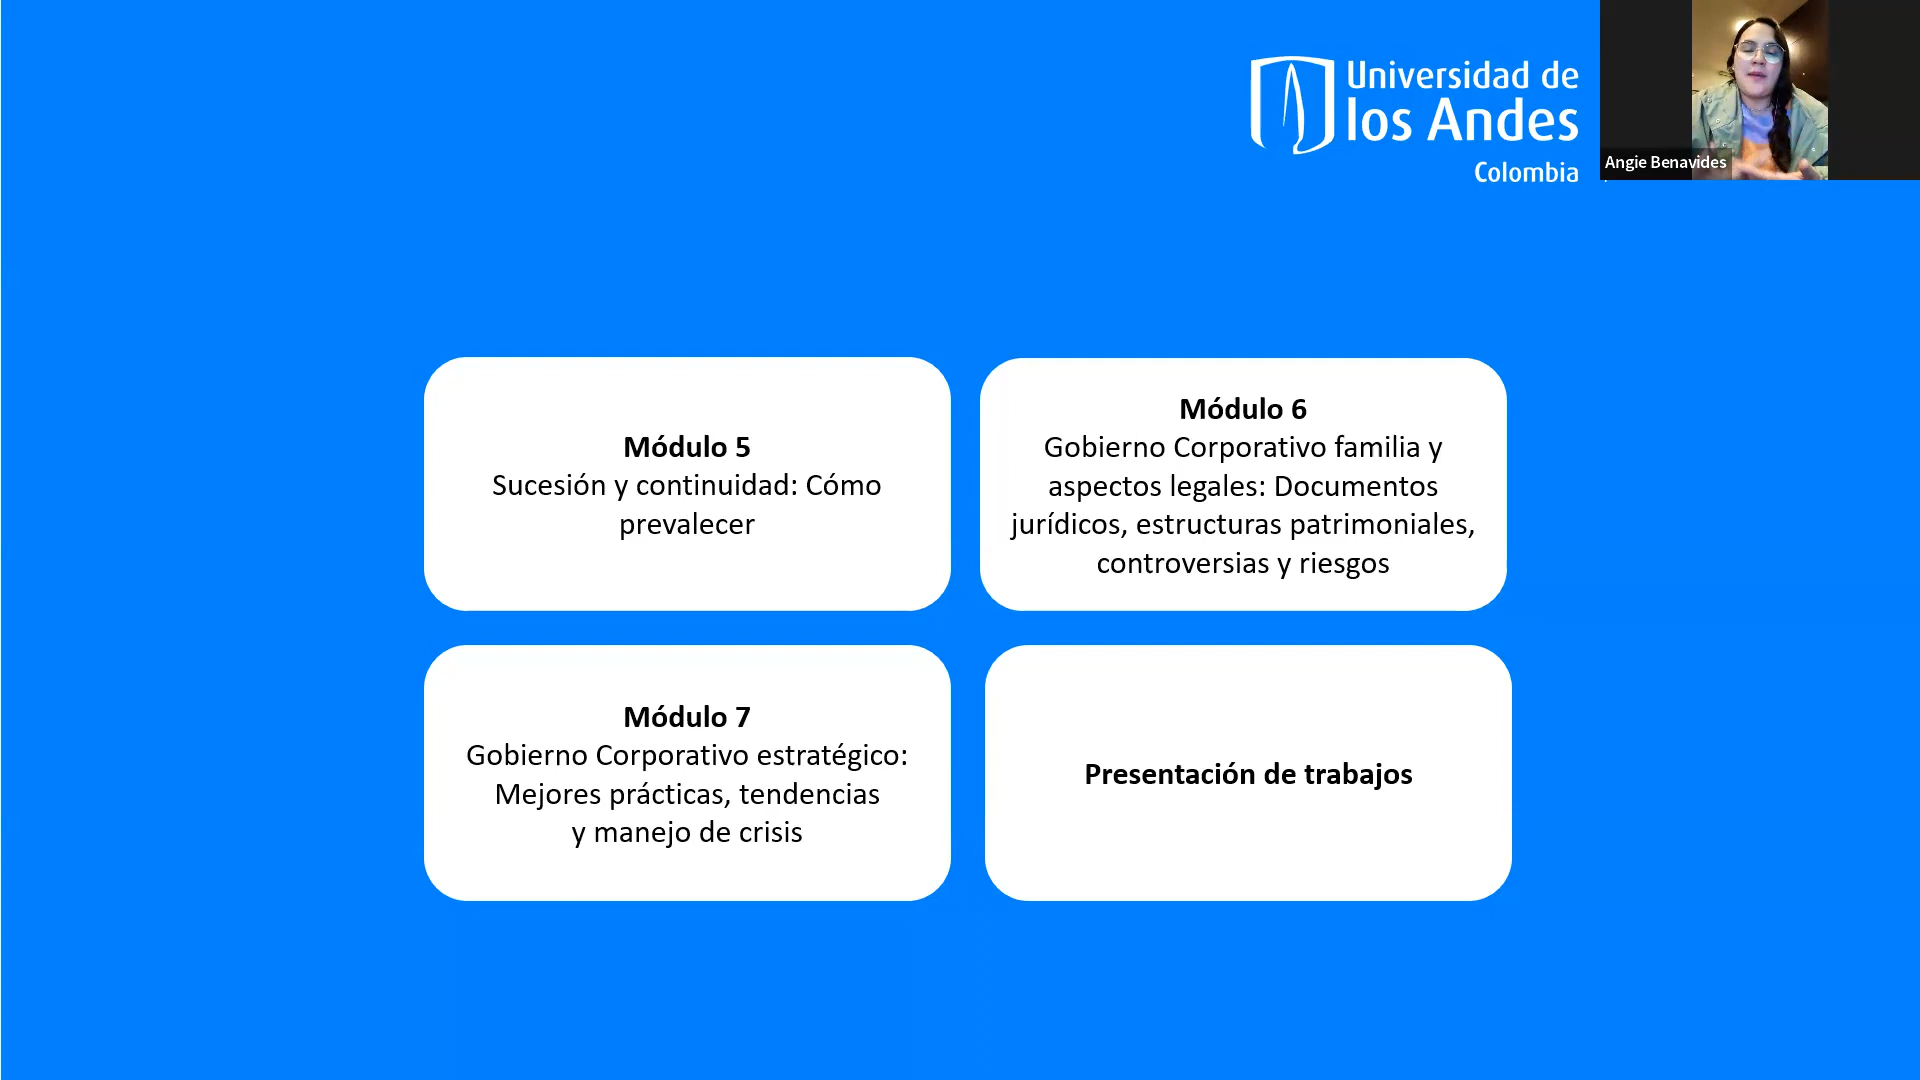 Universidad de
los Andes
Colombia
Angie Benavides
Módulo 5
Sucesión y continuidad: Cómo
prevalecer
Módulo 6
Gobierno Corporativo familia y
aspectos legales: Documentos
jurídicos, estructuras patrimoniales,
controversias y riesgos
Módulo 7
Gobierno Corporativo estratégico:
Mejores prácticas, tendencias
y manejo de crisis
Presentación de trabajos